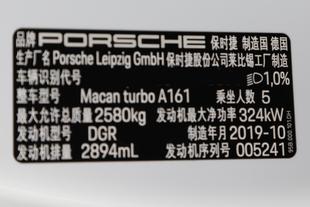 品牌 PORSCHE 保时捷 制造国 德国
生产厂名 Porsche Leipzig GmbH 保时捷股份公司莱比锡工厂制造
车辆识别代号 1,0%
整车型号 Macan turbo A161 乘坐人数 5
最大允许总质量 2580kg 发动机最大净功率 324kW
发动机型号 DGR 制造年月 2019-10
发动机排量 2894mL 发动机序列号 005241